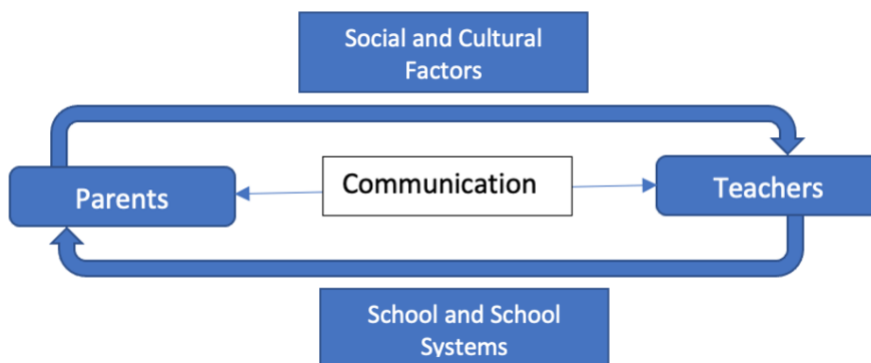 Social and Cultural
Factors
Parents
Communication
Teachers
School and School
Systems